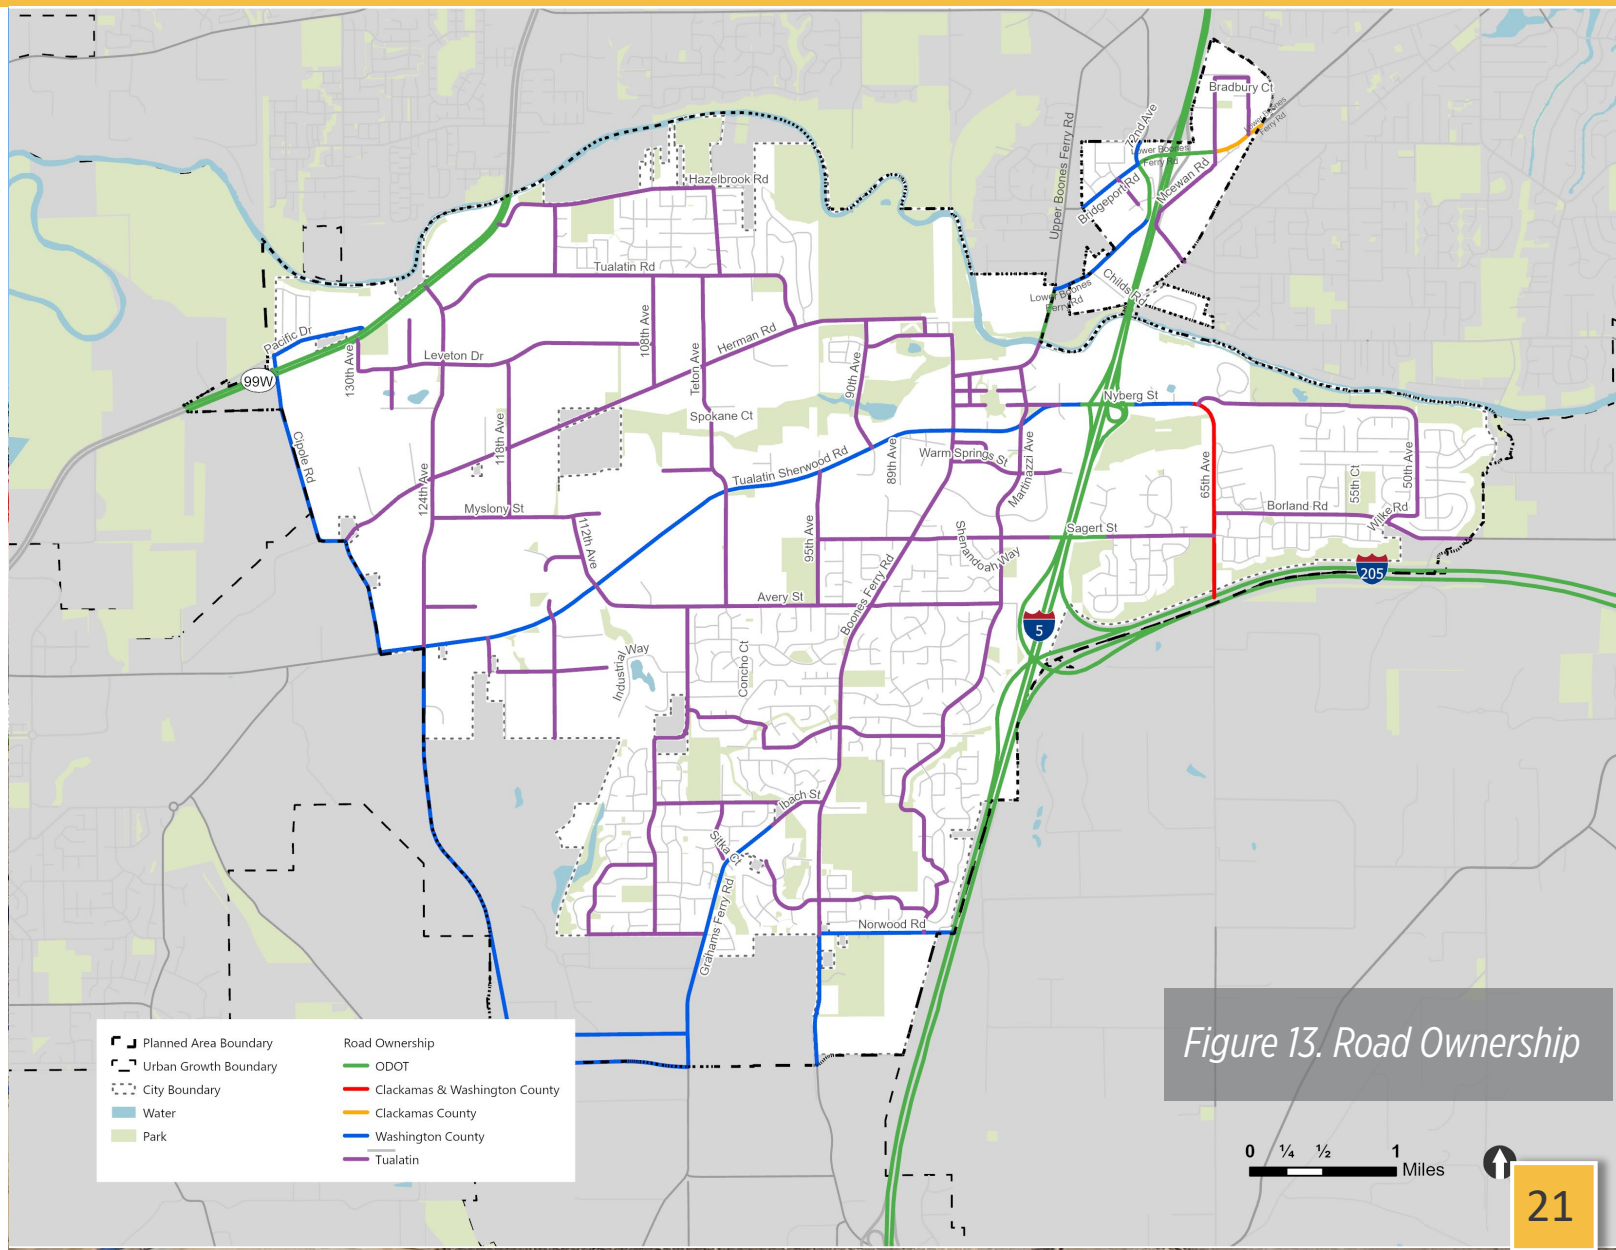 Bradbury Ct
Lower Boones
Ferry Rd
72nd Ave
Lower Boones
Ferry Rd
Upper Boones Ferry Rd
Mcewan Rd
Bridgeport Rd
Hazelbrook Rd
Tualatin Rd
Childs Rd
Lower Boones
Ferry Rd
Pacific Dr
108th Ave
Herman Rd
130th Ave
Leveton Dr
Teton Ave
90th Ave
99W
Nyberg St
Spokane Ct
118th Ave
Cipole Rd
Tualatin Sherwood Rd
89th Ave
Warm Springs St
Martinazzi Ave
65th Ave
55th Ct
50th Ave
124th Ave
Myslony St
Borland Rd
Wilke Rd
112th Ave
95th Ave
Shenandoah Way
Sagert St
205
Avery St
Boones Ferry Rd
5
Industrial Way
Concho Ct
Ibach St
Sitka Ct
Grahams Ferry Rd
Norwood Rd
Planned Area Boundary
Urban Growth Boundary
City Boundary
Water
Park
Road Ownership
ODOT
Clackamas & Washington County
Clackamas County
Washington County
Tualatin
Figure 13. Road Ownership
0 ¼ ½ 1
Miles
21